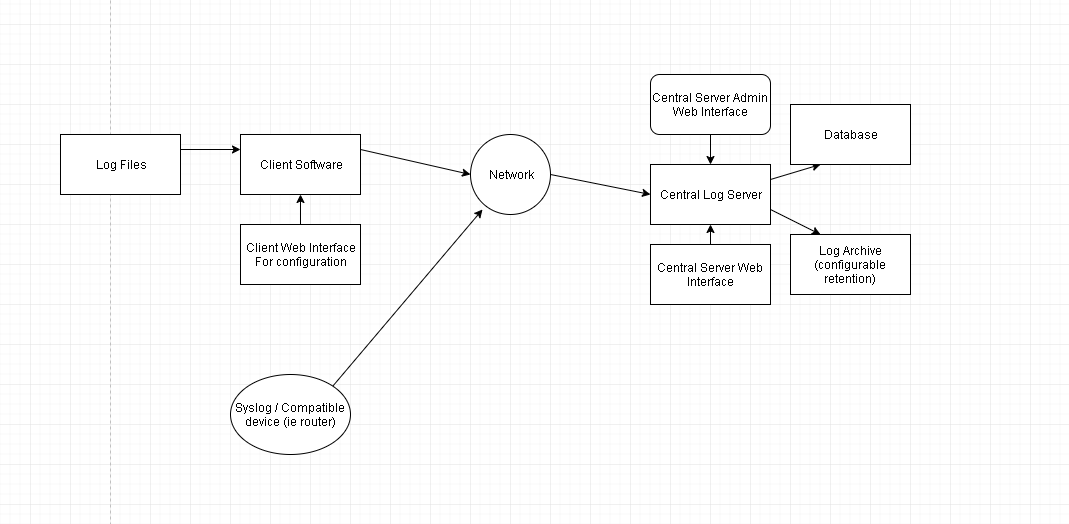 Central Server Admin
Web Interface
Database
Log Files
Client Software
Network
Central Log Server
Client Web Interface
For configuration
Central Server Web
Interface
Log Archive
(configurable
retention)
Syslog / Compatible
device (ie router)